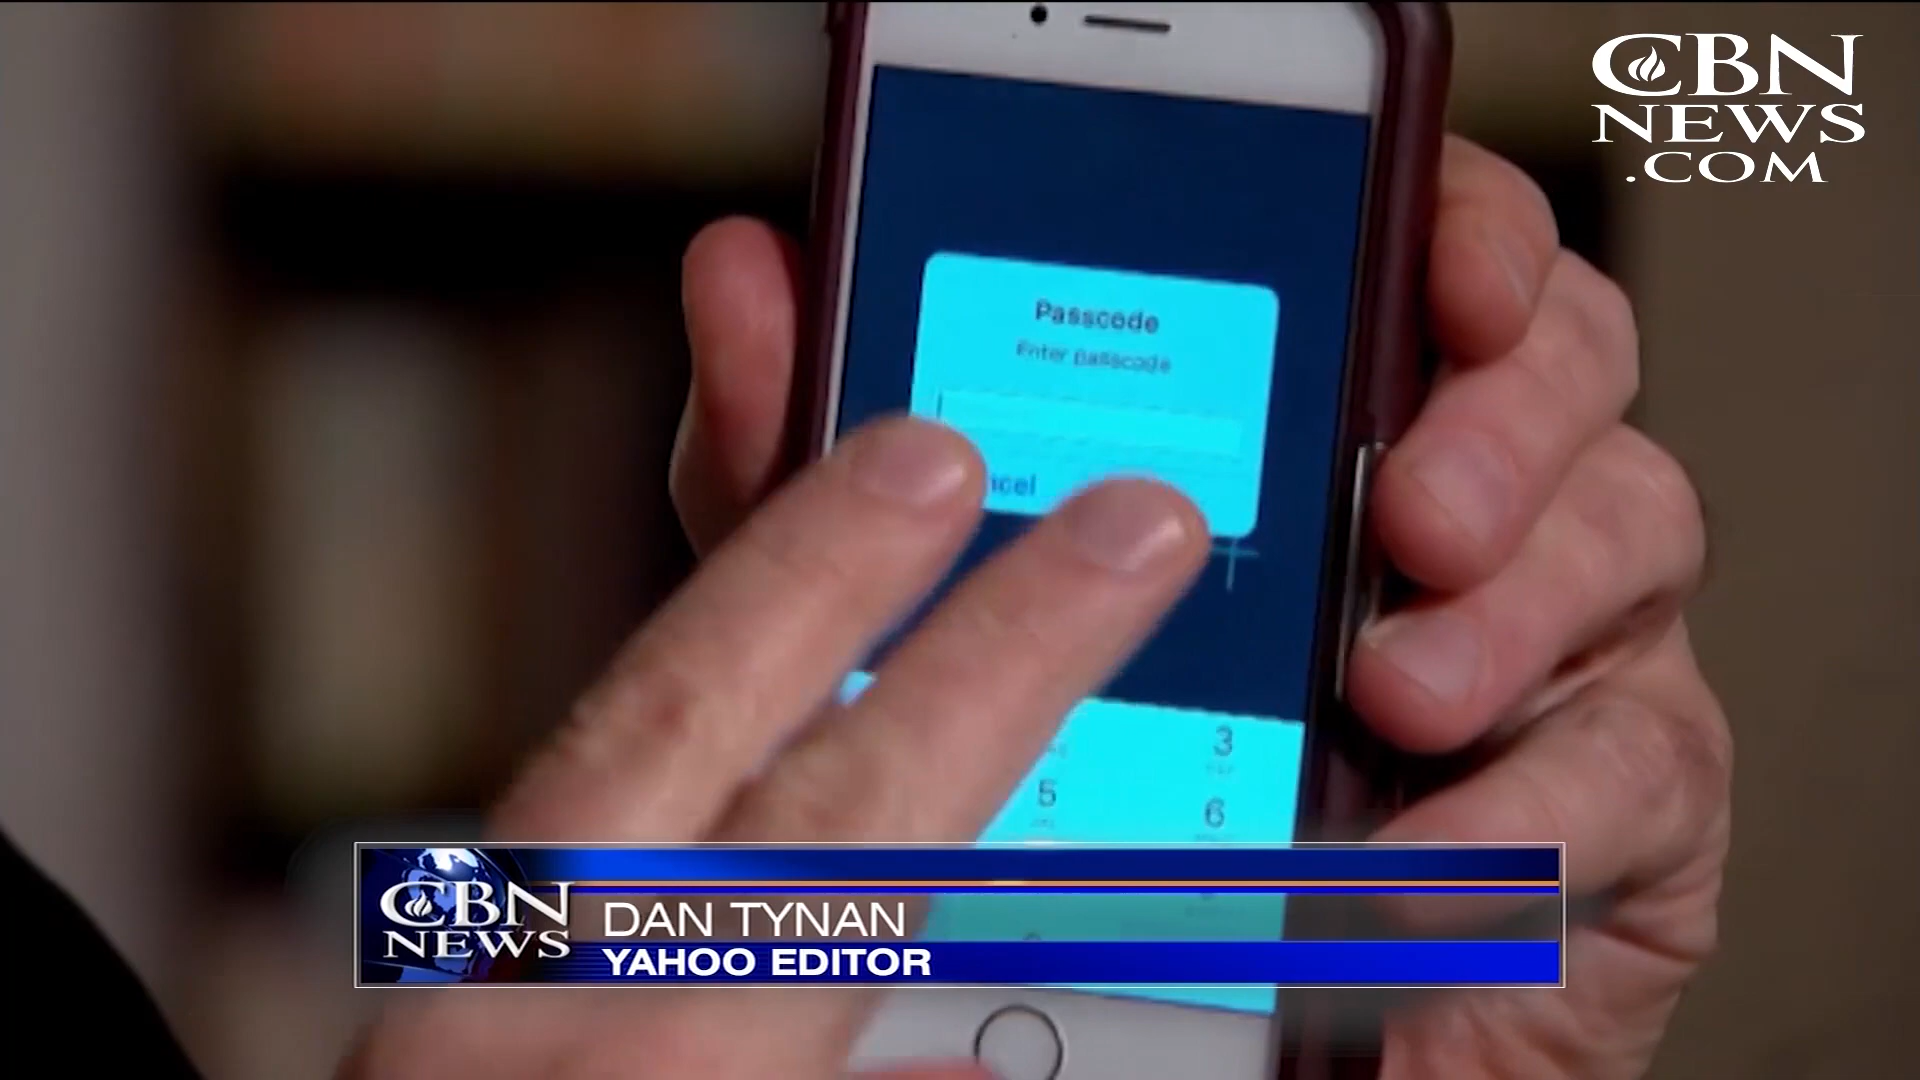 CBN
NEWS
.COM
Passcode
Enter passcode
ncel
3
5
6
CBN
NEWS
DAN TYNAN
YAHOO EDITOR